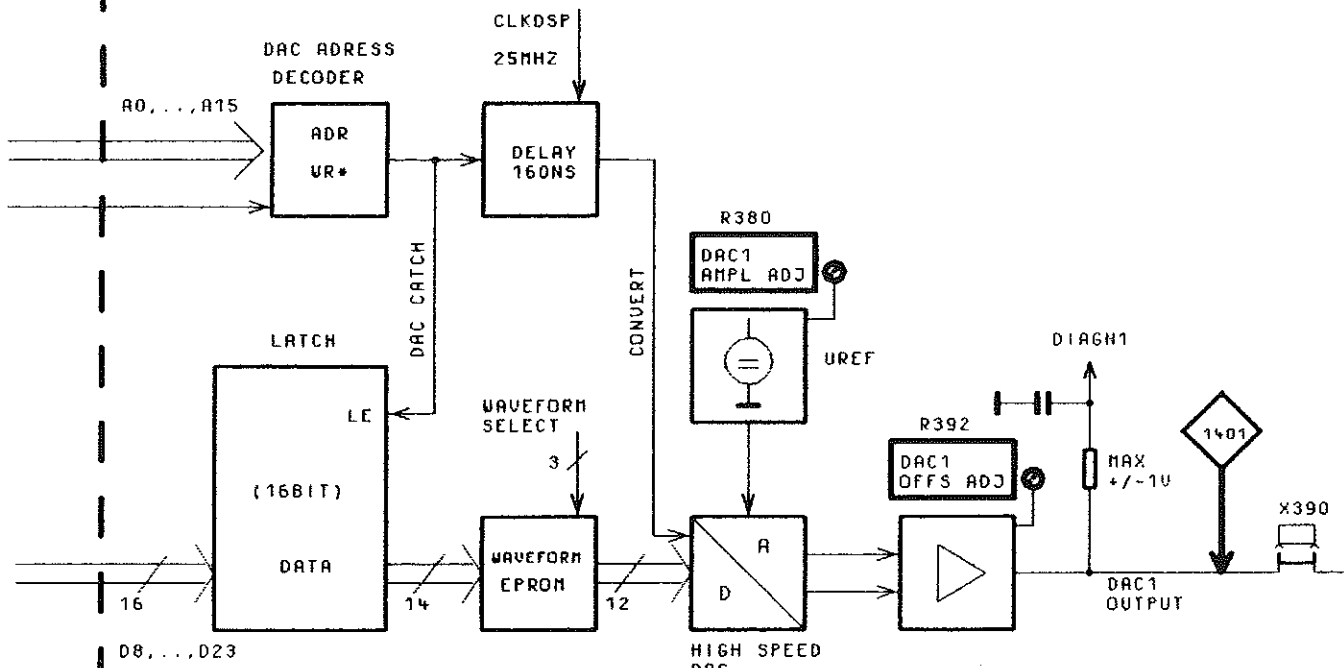 CLKDSP
25MHZ
DAC ADRESS
DECODER
A0,..,A15
ADR
WR*
DELAY
160NS
R380
DAC1
AMPL ADJ
DAC CATCH
CONVERT
LATCH
UREF
DIAGN1
LE
WAVEFORM
SELECT
3
R392
DAC1
OFFS ADJ
1401
MAX
+/-1V
(16BIT)
X390
DATA
WAVEFORM
EPROM
A
D
16
14
12
DAC1
OUTPUT
D8,..,D23
HIGH SPEED